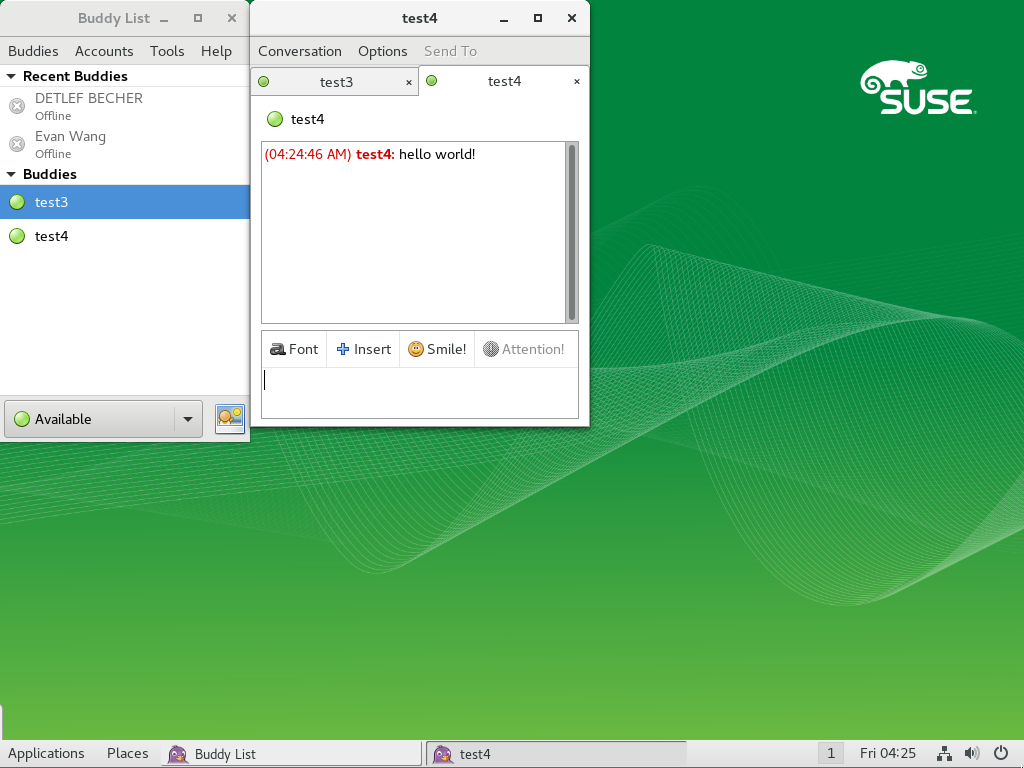 Buddy List
Buddies Accounts Tools Help
Recent Buddies
DETLEF BECHER
Offline
Evan Wang
Offline
Buddies
test3
test4
Available
test4
Conversation Options Send To
test3
test4
test4
(04:24:46 AM) test4: hello world!
Font Insert Smile! Attention!
SUSE
Applications Places Buddy List test4 1 Fri 04:25